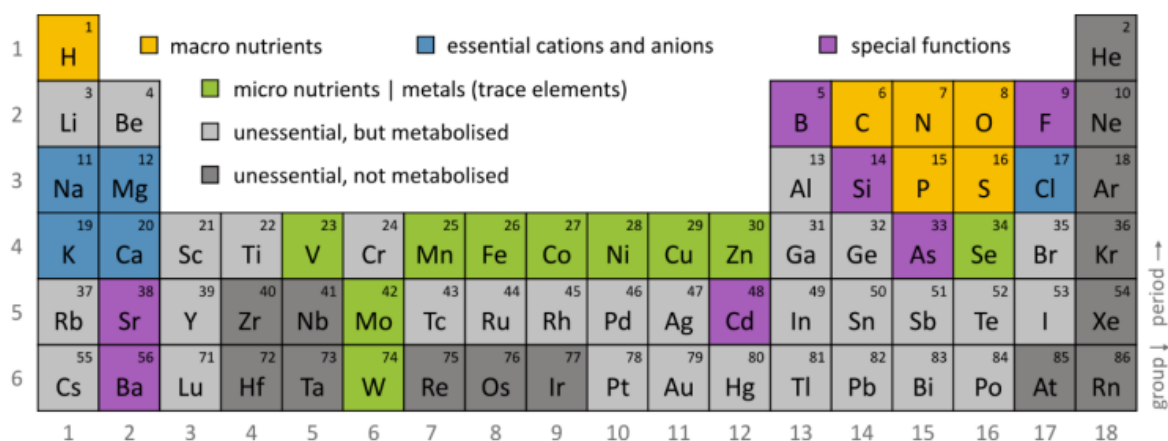 1 2
1 H macro nutrients essential cations and anions special functions He
micro nutrients | metals (trace elements)
3 4 5 6 7 8 9 10
2 Li Be unessential, but metabolised B C N O F Ne
unessential, not metabolised
11 12 13 14 15 16 17 18
3 Na Mg Al Si P S Cl Ar
19 20 21 22 23 24 25 26 27 28 29 30 31 32 33 34 35 36
4 K Ca Sc Ti V Cr Mn Fe Co Ni Cu Zn Ga Ge As Se Br Kr
37 38 39 40 41 42 43 44 45 46 47 48 49 50 51 52 53 54
5 Rb Sr Y Zr Nb Mo Tc Ru Rh Pd Ag Cd In Sn Sb Te I Xe
55 56 71 72 73 74 75 76 77 78 79 80 81 82 83 84 85 86
6 Cs Ba Lu Hf Ta W Re Os Ir Pt Au Hg Tl Pb Bi Po At Rn
1 2 3 4 5 6 7 8 9 10 11 12 13 14 15 16 17 18
group ↑ period ←